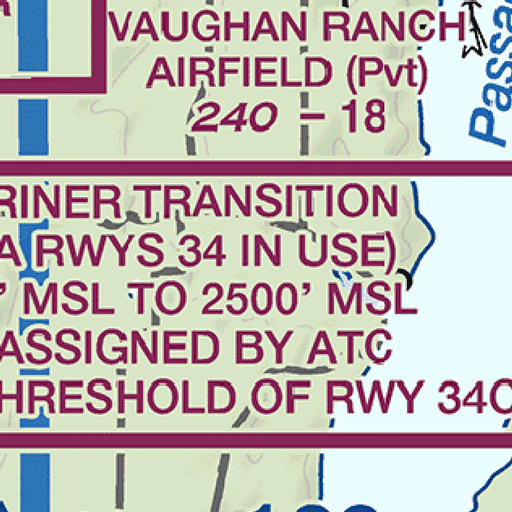 VAUGHAN RANCH
AIRFIELD (Pvt)
240 – 18
Passa
RINER TRANSITION
A RWYS 34 IN USE)
’ MSL TO 2500’ MSL
ASSIGNED BY ATC
HRESHOLD OF RWY 34C